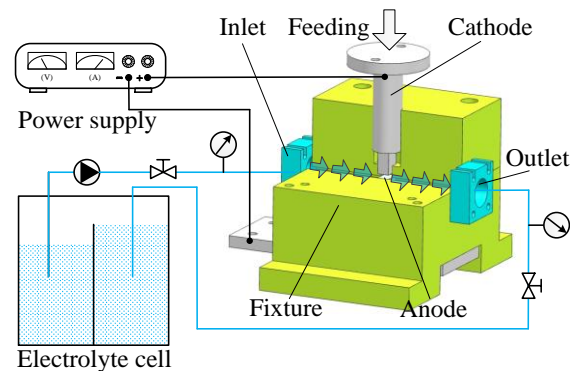 Feeding
Inlet
Cathode
(V)
(A)
- +
Power supply
Outlet
Fixture
Anode
Electrolyte cell